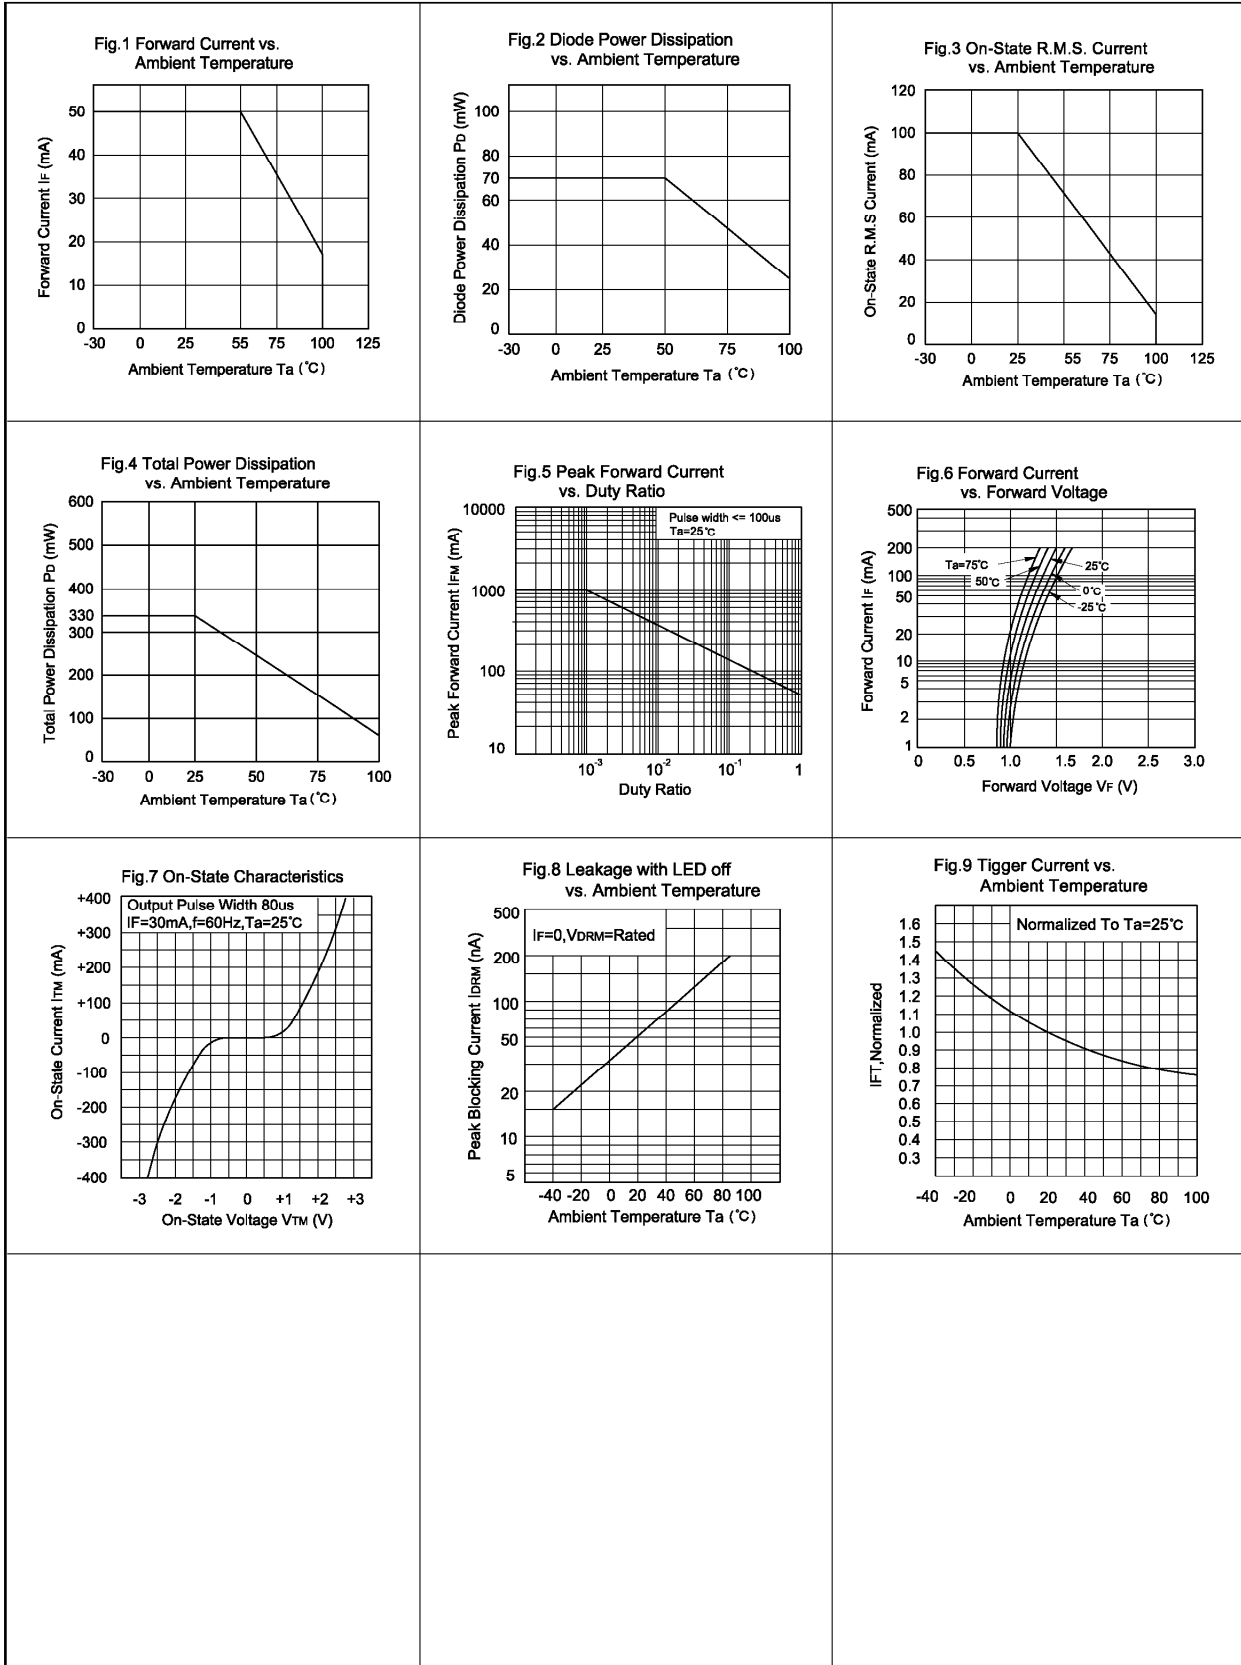 Fig.1 Forward Current vs.
Ambient Temperature
Forward Current IF (mA)
50
40
30
20
10
0
-30 0 25 55 75 100 125
Ambient Temperature Ta (°C)
Fig.2 Diode Power Dissipation
vs. Ambient Temperature
Diode Power Dissipation PD (mW)
100
80
70
60
40
20
0
-30 0 25 50 75 100
Ambient Temperature Ta (°C)
Fig.3 On-State R.M.S. Current
vs. Ambient Temperature
On-State R.M.S Current (mA)
120
100
80
60
40
20
0
-30 0 25 55 75 100 125
Ambient Temperature Ta (°C)
Fig.4 Total Power Dissipation
vs. Ambient Temperature
Total Power Dissipation PD (mW)
600
500
400
330
300
200
100
0
-30 0 25 50 75 100
Ambient Temperature Ta (°C)
Fig.5 Peak Forward Current
vs. Duty Ratio
Peak Forward Current IFM (mA)
Pulse width <= 100us
Ta=25°C
10000
1000
100
10
10-3 10-2 10-1 1
Duty Ratio
Fig.6 Forward Current
vs. Forward Voltage
Forward Current IF (mA)
500
200
100
50
20
10
5
2
1
Ta=75°C
50°C
25°C
0°C
-25°C
0 0.5 1.0 1.5 2.0 2.5 3.0
Forward Voltage VF (V)
Fig.7 On-State Characteristics
On-State Current ITM (mA)
Output Pulse Width 80us
IF=30mA,f=60Hz,Ta=25°C
+400
+300
+200
+100
0
-100
-200
-300
-400
-3 -2 -1 0 +1 +2 +3
On-State Voltage VTM (V)
Fig.8 Leakage with LED off
vs. Ambient Temperature
Peak Blocking Current IDRM (nA)
IF=0,VDRM=Rated
500
200
100
50
20
10
5
-40 -20 0 20 40 60 80 100
Ambient Temperature Ta (°C)
Fig.9 Tigger Current vs.
Ambient Temperature
IFT,Normalized
Normalized To Ta=25°C
1.6
1.5
1.4
1.3
1.2
1.1
1.0
0.9
0.8
0.7
0.6
0.5
0.4
0.3
-40 -20 0 20 40 60 80 100
Ambient Temperature Ta (°C)